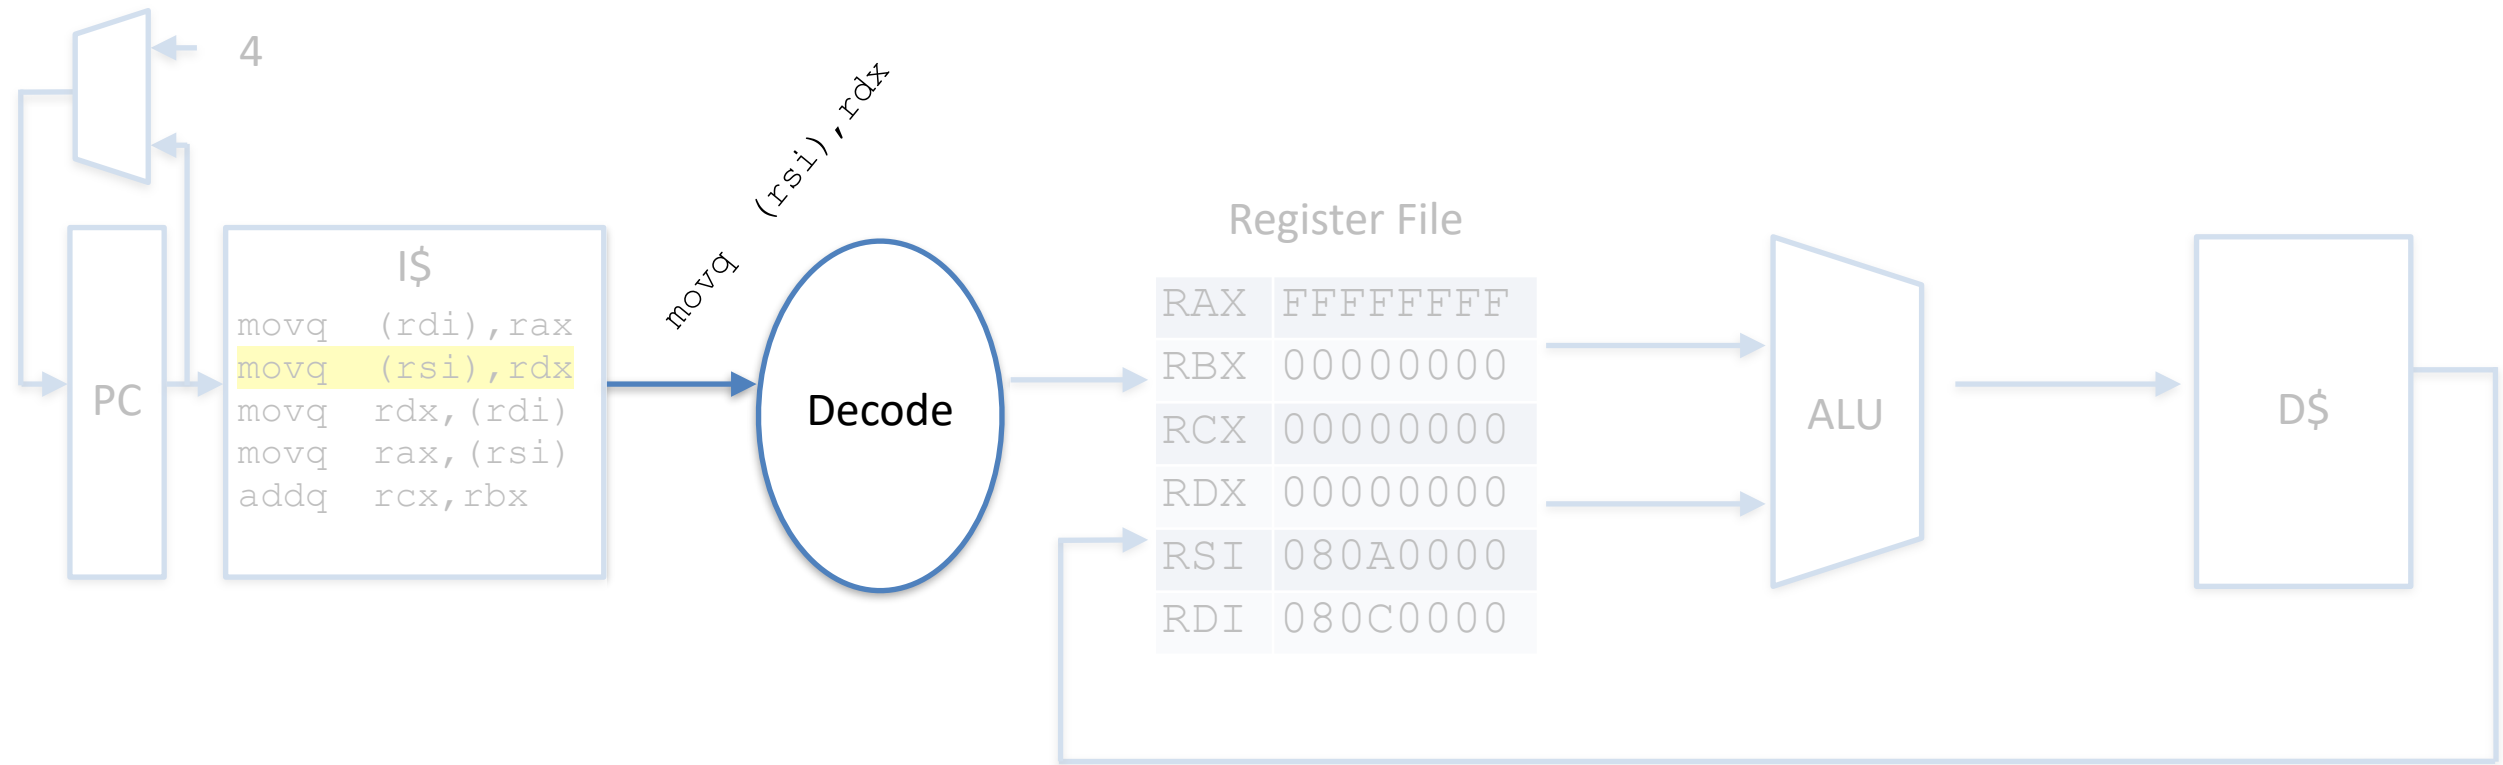 4
movq (rsi),rdx
Register File
I$
movq (rdi),rax
movq (rsi),rdx
movq rdx,(rdi)
movq rax,(rsi)
addq rcx,rbx
PC
Decode
RAX FFFFFFFF
RBX 00000000
RCX 00000000
RDX 00000000
RSI 080A0000
RDI 080C0000
ALU
D$